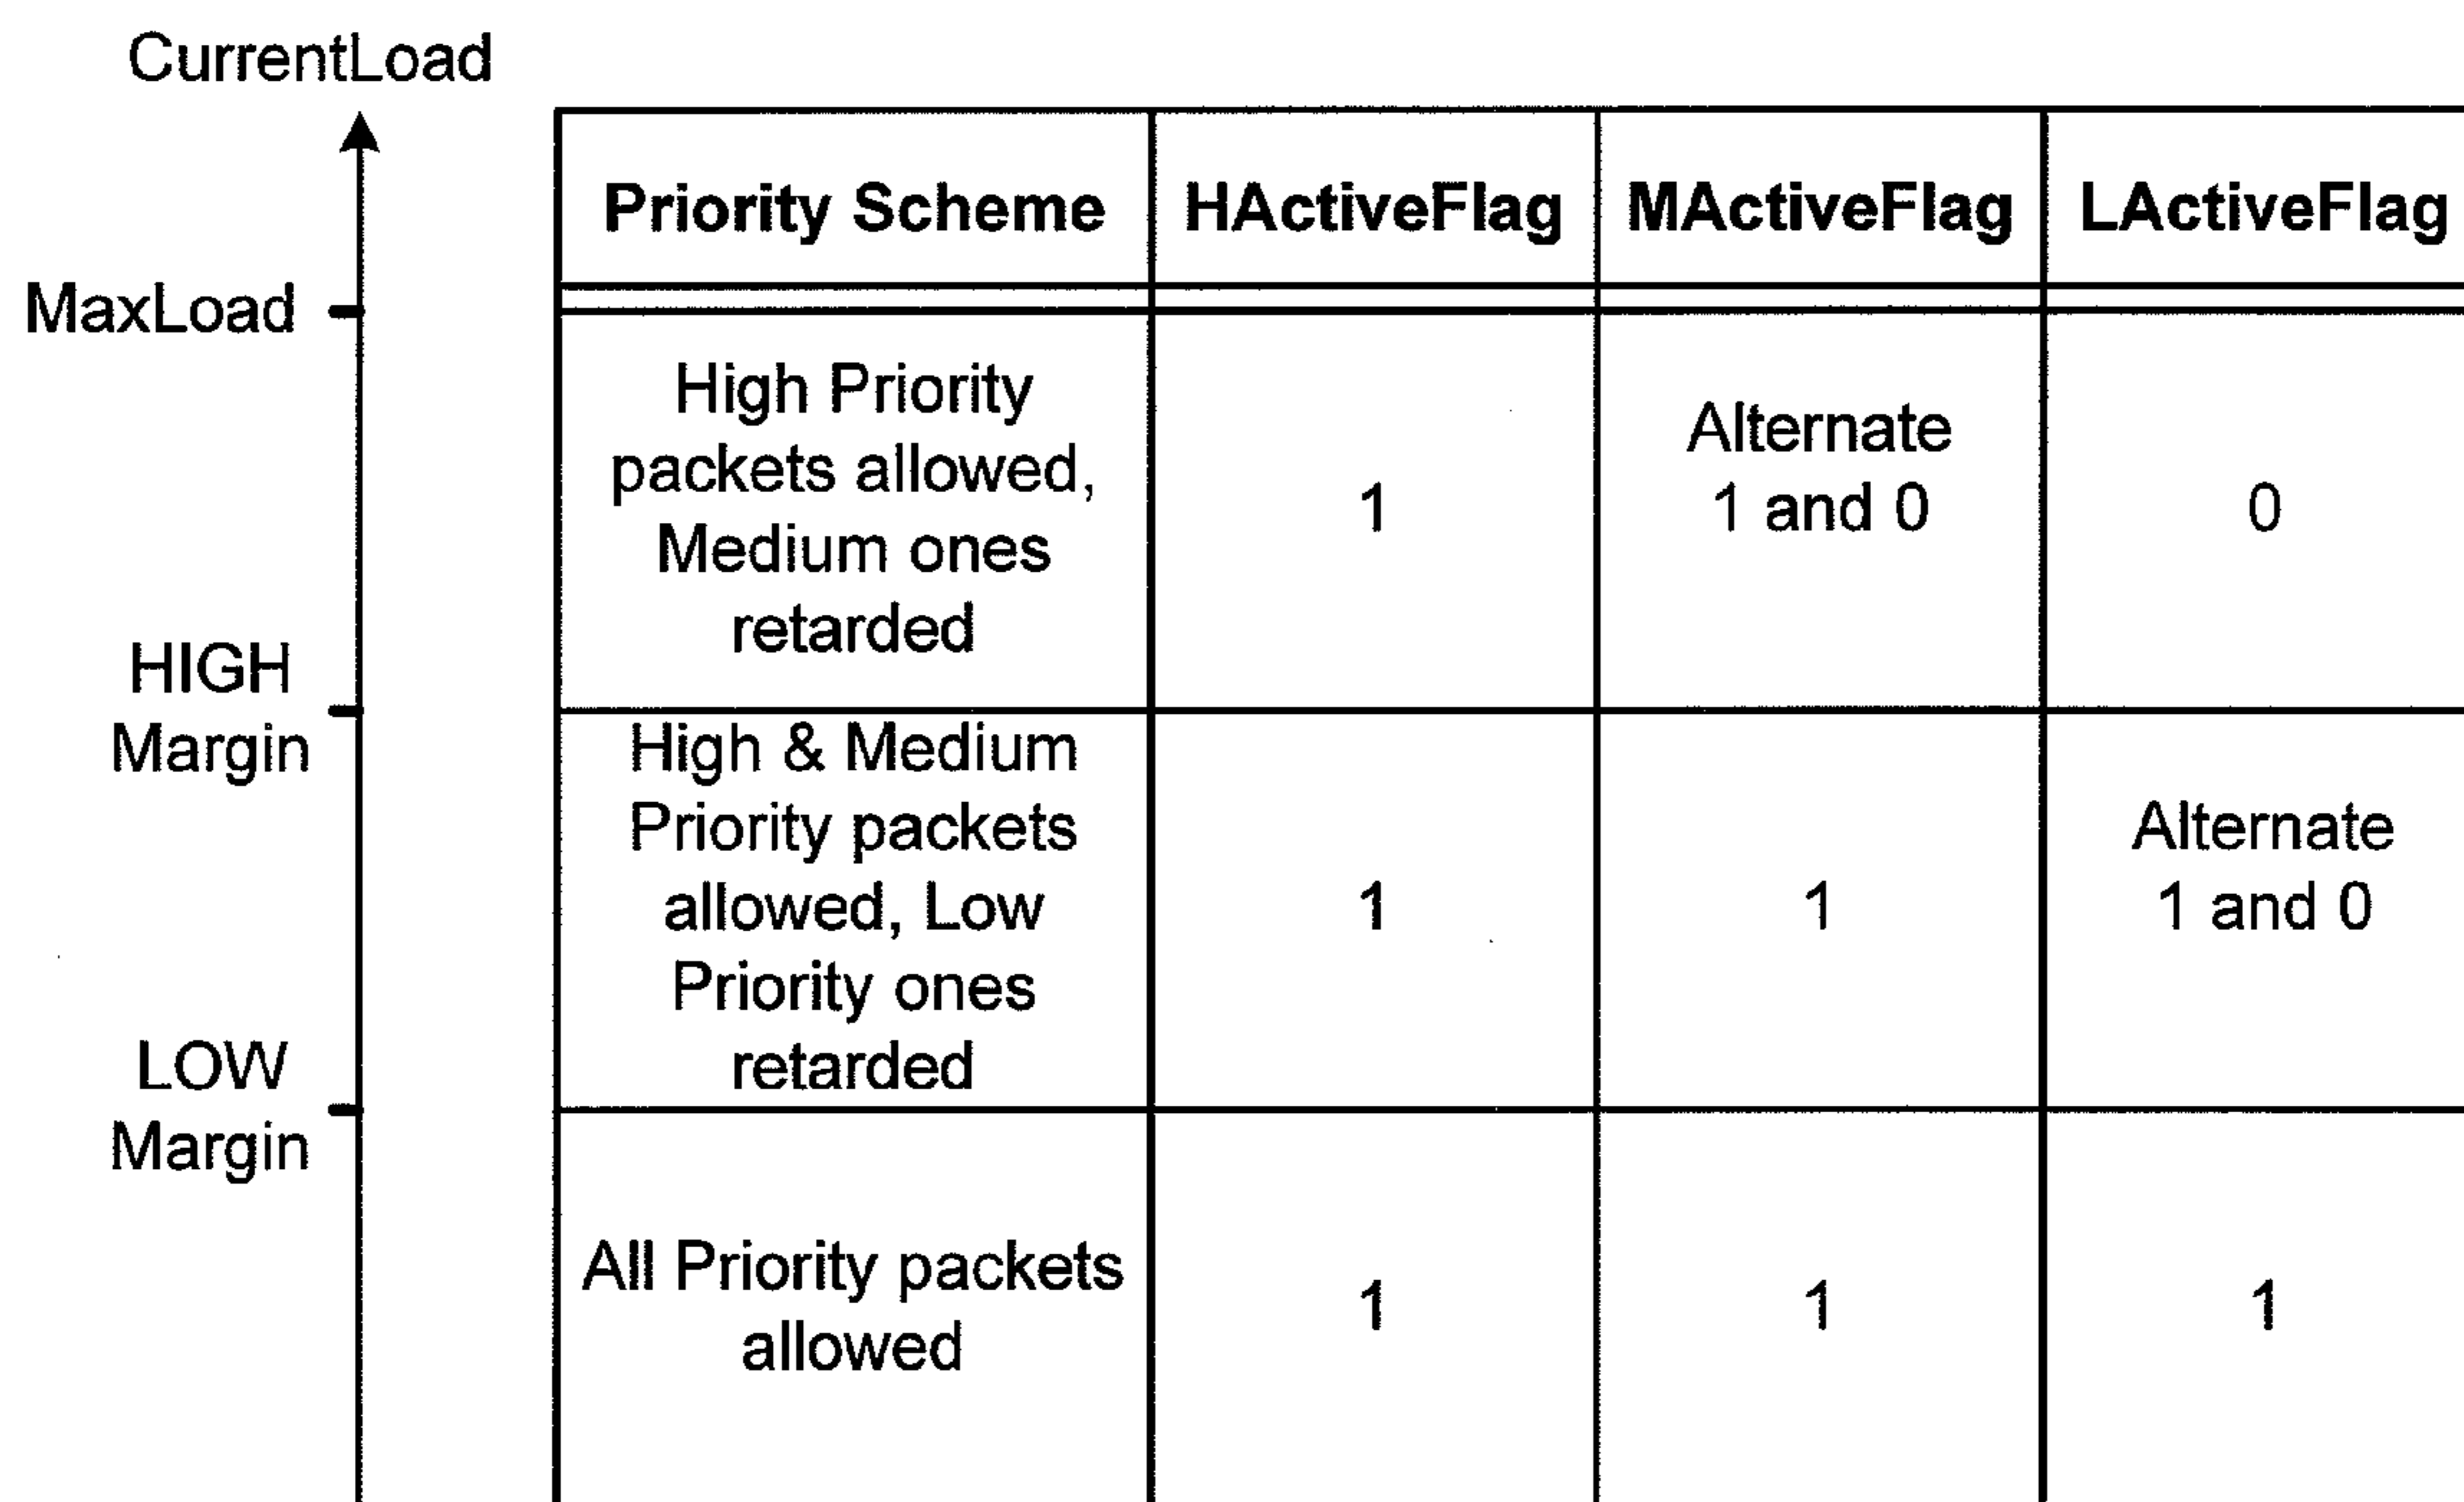 CurrentLoad
Priority Scheme HActiveFlag MActiveFlag LActiveFlag
MaxLoad
High Priority
packets allowed,
Medium ones
retarded
1
Alternate
1 and 0
0
HIGH
Margin
High & Medium
Priority packets
allowed, Low
Priority ones
retarded
1
1
Alternate
1 and 0
LOW
Margin
All Priority packets
allowed
1
1
1